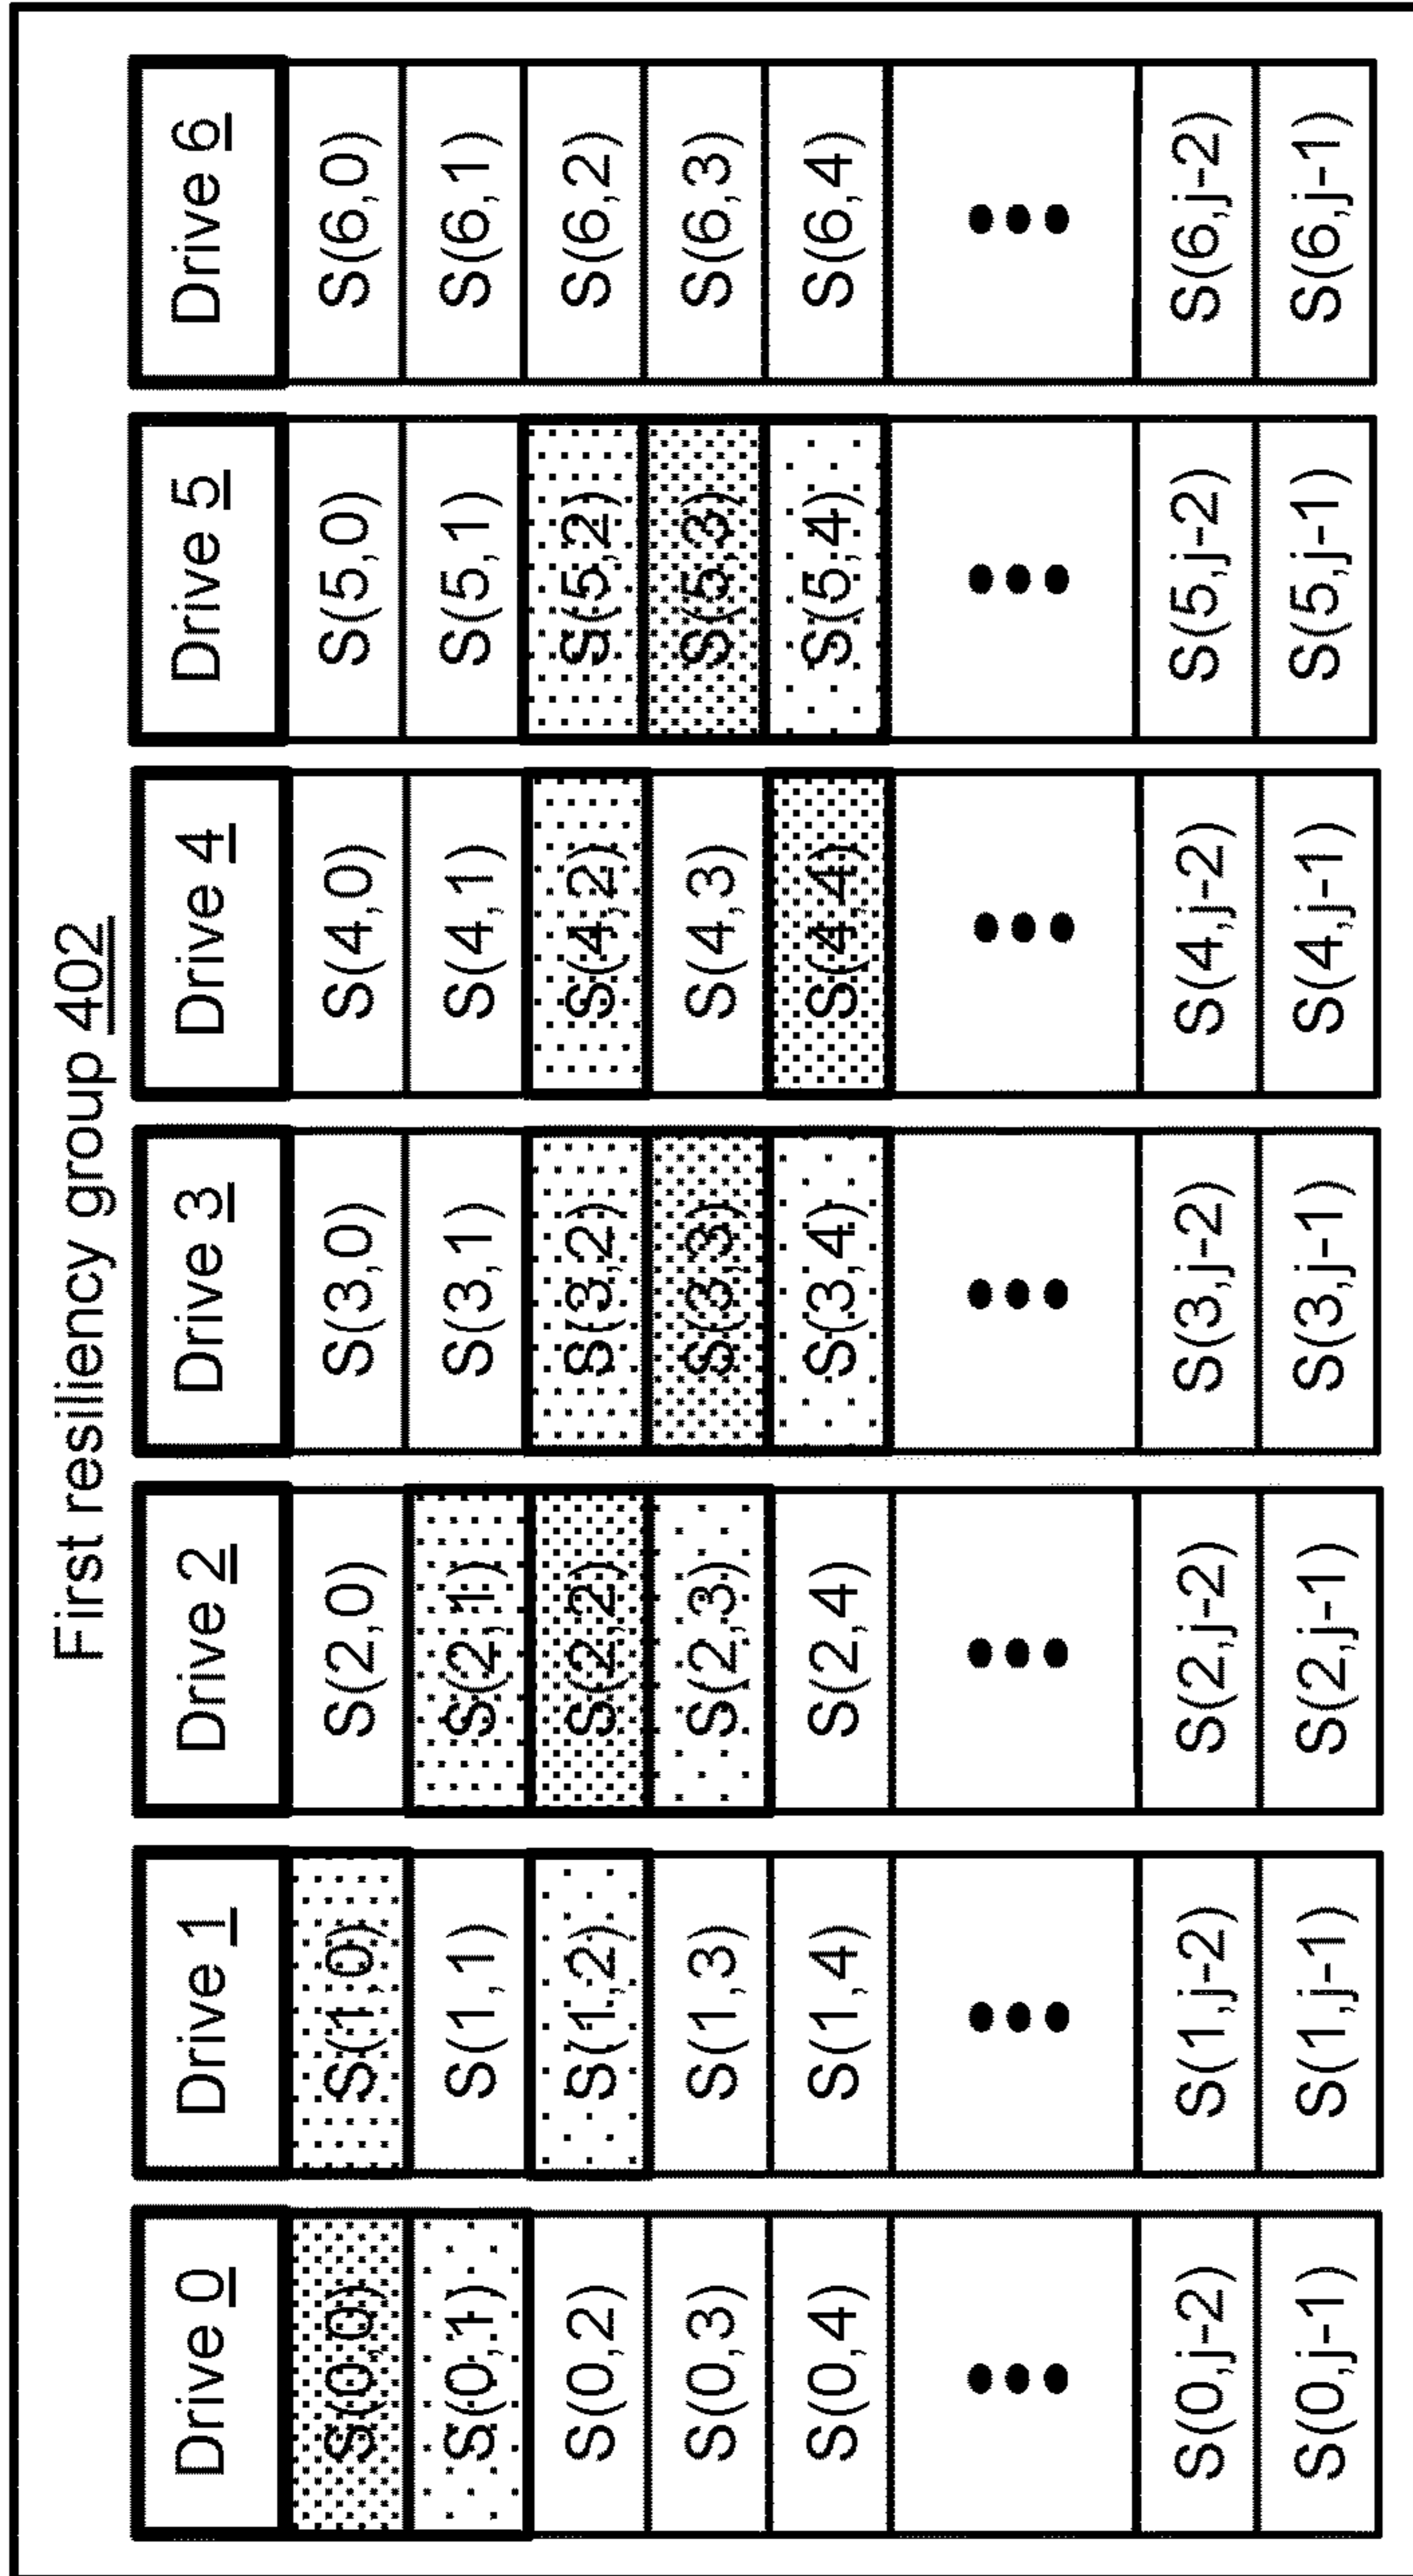 First resiliency group 402
Drive 0 Drive 1 Drive 2 Drive 3 Drive 4 Drive 5 Drive 6
S(0,0) S(1,0) S(2,0) S(3,0) S(4,0) S(5,0) S(6,0)
S(0,1) S(1,1) S(2,1) S(3,1) S(4,1) S(5,1) S(6,1)
S(0,2) S(1,2) S(2,2) S(3,2) S(4,2) S(5,2) S(6,2)
S(0,3) S(1,3) S(2,3) S(3,3) S(4,3) S(5,3) S(6,3)
S(0,4) S(1,4) S(2,4) S(3,4) S(4,4) S(5,4) S(6,4)
S(0,j-2) S(1,j-2) S(2,j-2) S(3,j-2) S(4,j-2) S(5,j-2) S(6,j-2)
S(0,j-1) S(1,j-1) S(2,j-1) S(3,j-1) S(4,j-1) S(5,j-1) S(6,j-1)